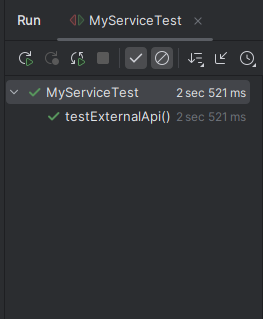 Run MyServiceTest
MyServiceTest 2 sec 521 ms
testExternalApi() 2 sec 521 ms